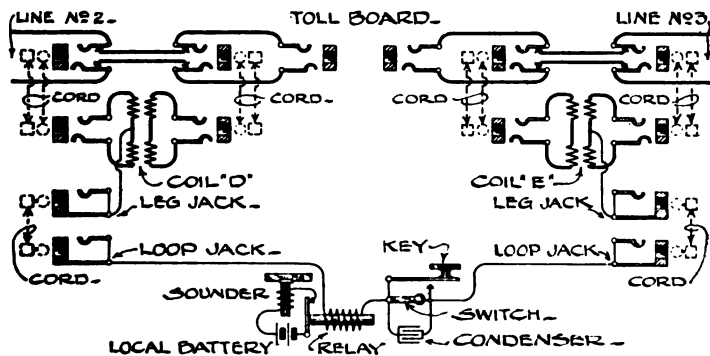 LINE Nº2 TOLL BOARD LINE Nº3
CORD CORD CORD CORD
COIL "D" COIL "E"
LEG JACK LEG JACK
LOOP JACK KEY LOOP JACK
CORD CORD
SOUNDER SWITCH
LOCAL BATTERY RELAY CONDENSER